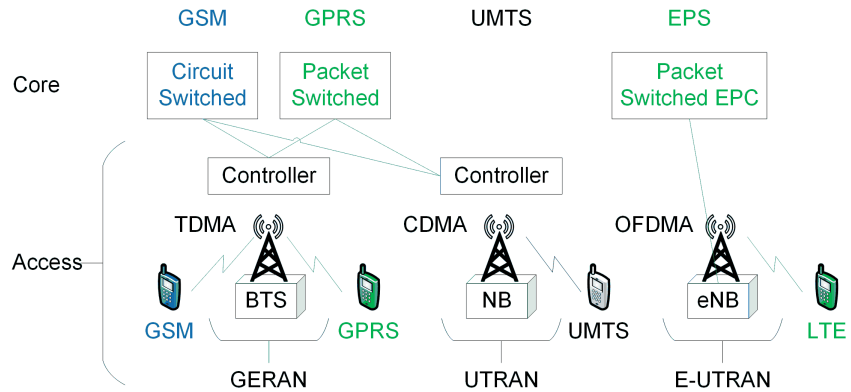 GSM GPRS UMTS EPS
Core
Circuit
Switched
Packet
Switched
Packet
Switched EPC
Controller Controller
TDMA CDMA OFDMA
Access
BTS NB eNB
GSM GPRS UMTS LTE
GERAN UTRAN E-UTRAN